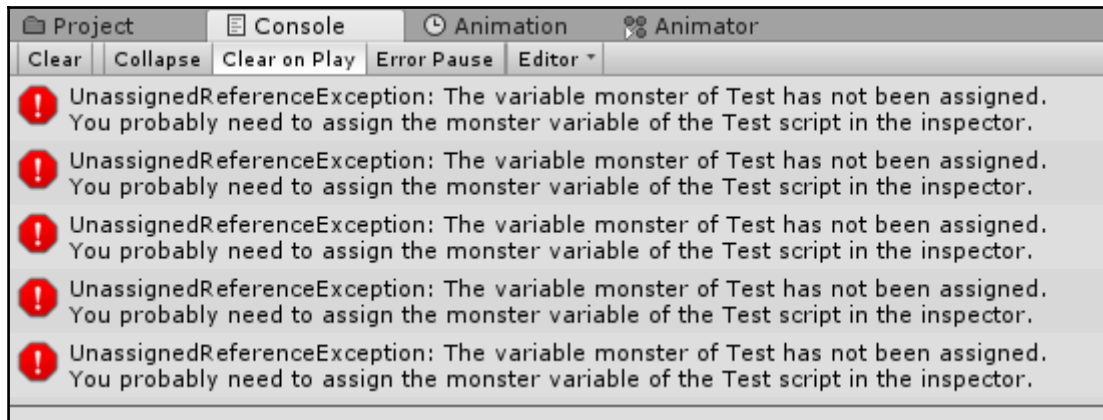 Project Console Animation Animator
Clear Collapse Clear on Play Error Pause Editor
UnassignedReferenceException: The variable monster of Test has not been assigned.
You probably need to assign the monster variable of the Test script in the inspector.
UnassignedReferenceException: The variable monster of Test has not been assigned.
You probably need to assign the monster variable of the Test script in the inspector.
UnassignedReferenceException: The variable monster of Test has not been assigned.
You probably need to assign the monster variable of the Test script in the inspector.
UnassignedReferenceException: The variable monster of Test has not been assigned.
You probably need to assign the monster variable of the Test script in the inspector.
UnassignedReferenceException: The variable monster of Test has not been assigned.
You probably need to assign the monster variable of the Test script in the inspector.